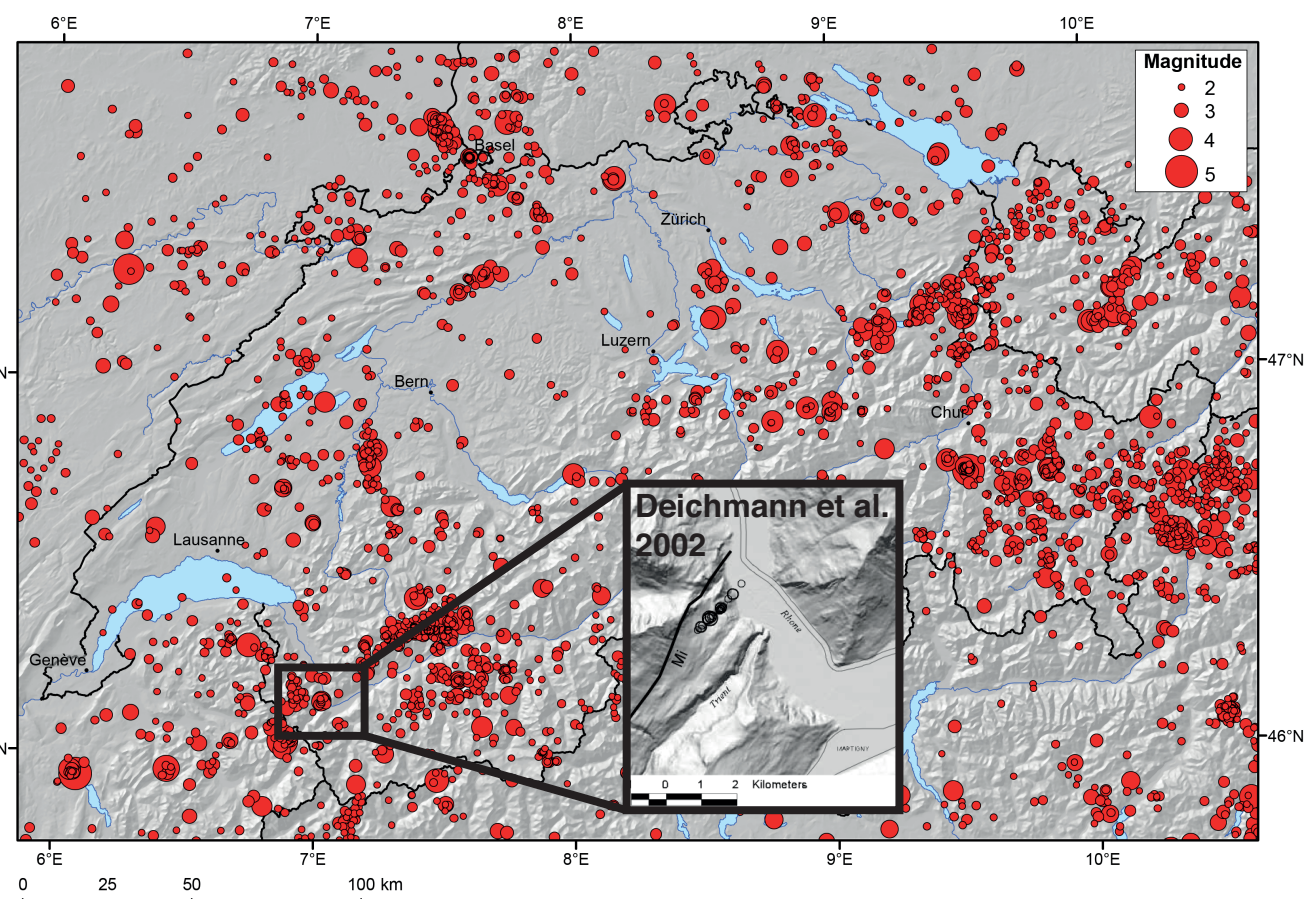 6°E 7°E 8°E 9°E 10°E
Magnitude
2
3
4
5
Basel
Zürich
Luzern
N 47°N
Bern
Chur
Deichmann et al.
2002
Lausanne
Rhone
Mi
Genève
Trient
N 46°N
MARTIGNY
0 1 2 Kilometers
6°E 7°E 8°E 9°E 10°E
0 25 50 100 km